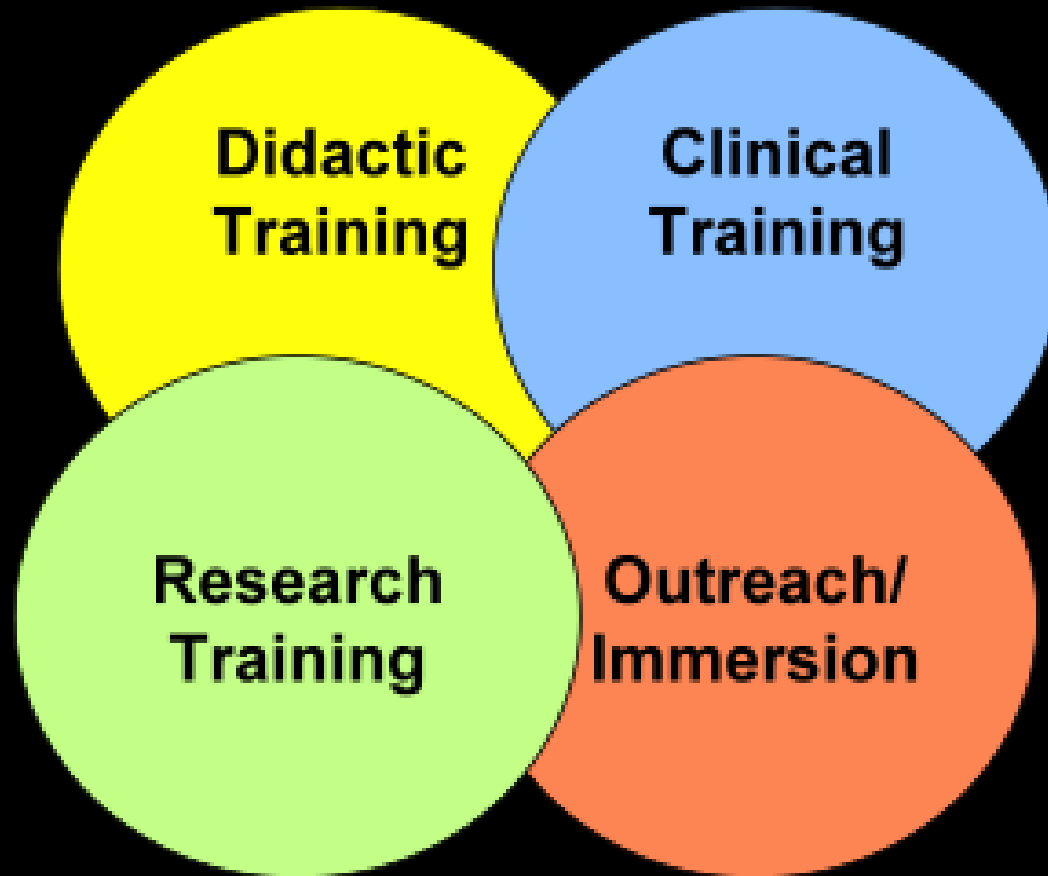 Didactic
Training
Clinical
Training
Research
Training
Outreach/
Immersion